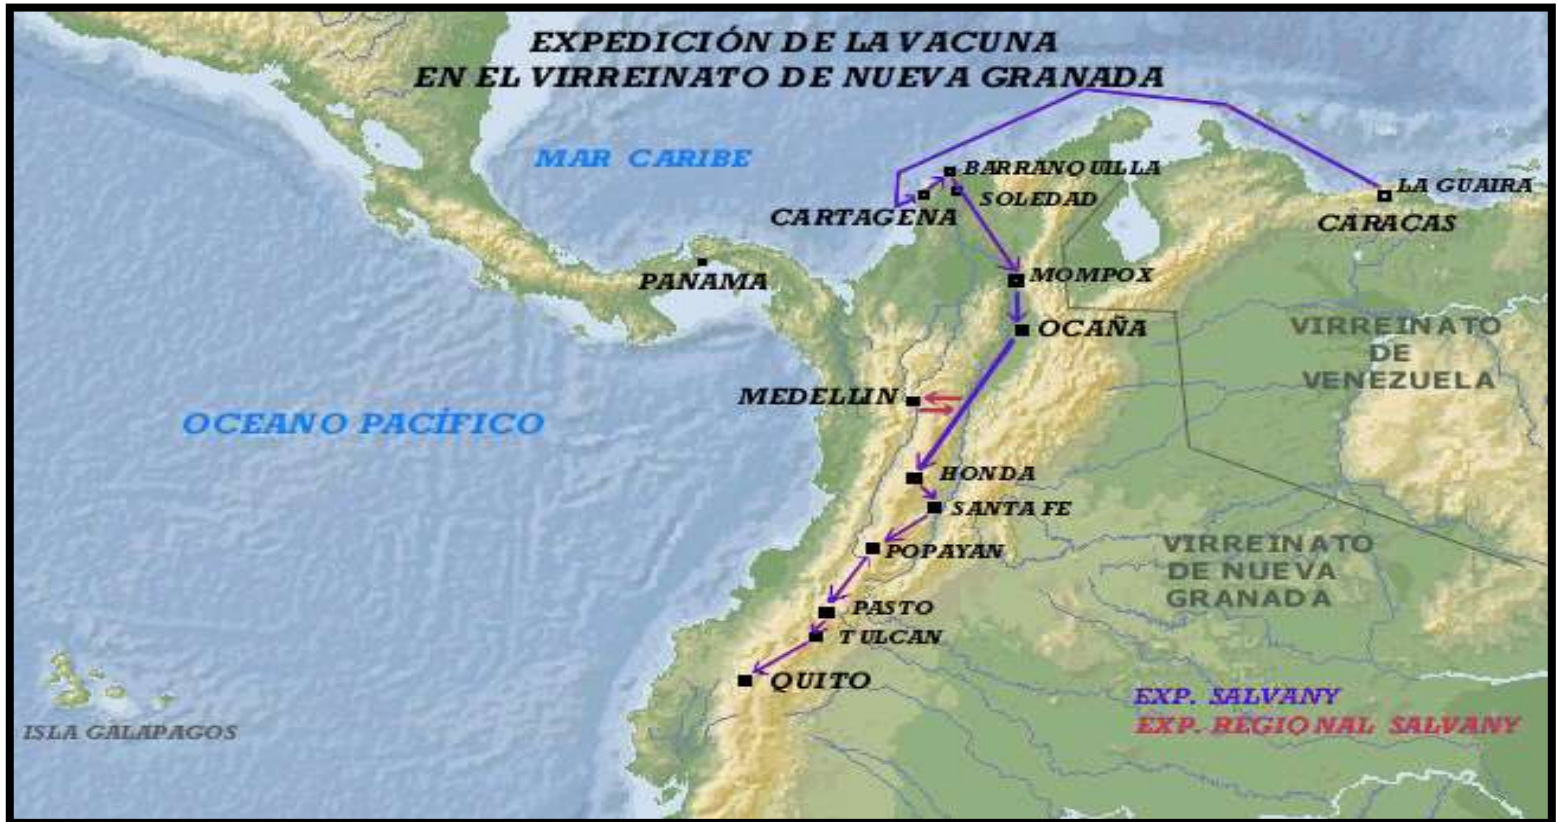 EXPEDICIÓN DE LA VACUNA
EN EL VIRREINATO DE NUEVA GRANADA
MAR CARIBE
BARRANQUILLA
SOLEDAD
CARTAGENA
LA GUAIRA
CARACAS
PANAMA
MOMPOX
OCAÑA
VIRREINATO
DE
VENEZUELA
MEDELLIN
OCEANO PACÍFICO
HONDA
SANTA FE
POPAYAN
VIRREINATO
DE NUEVA
GRANADA
PASTO
TULCAN
QUITO
EXP. SALVANY
EXP. REGIONAL SALVANY
ISLA GALAPAGOS